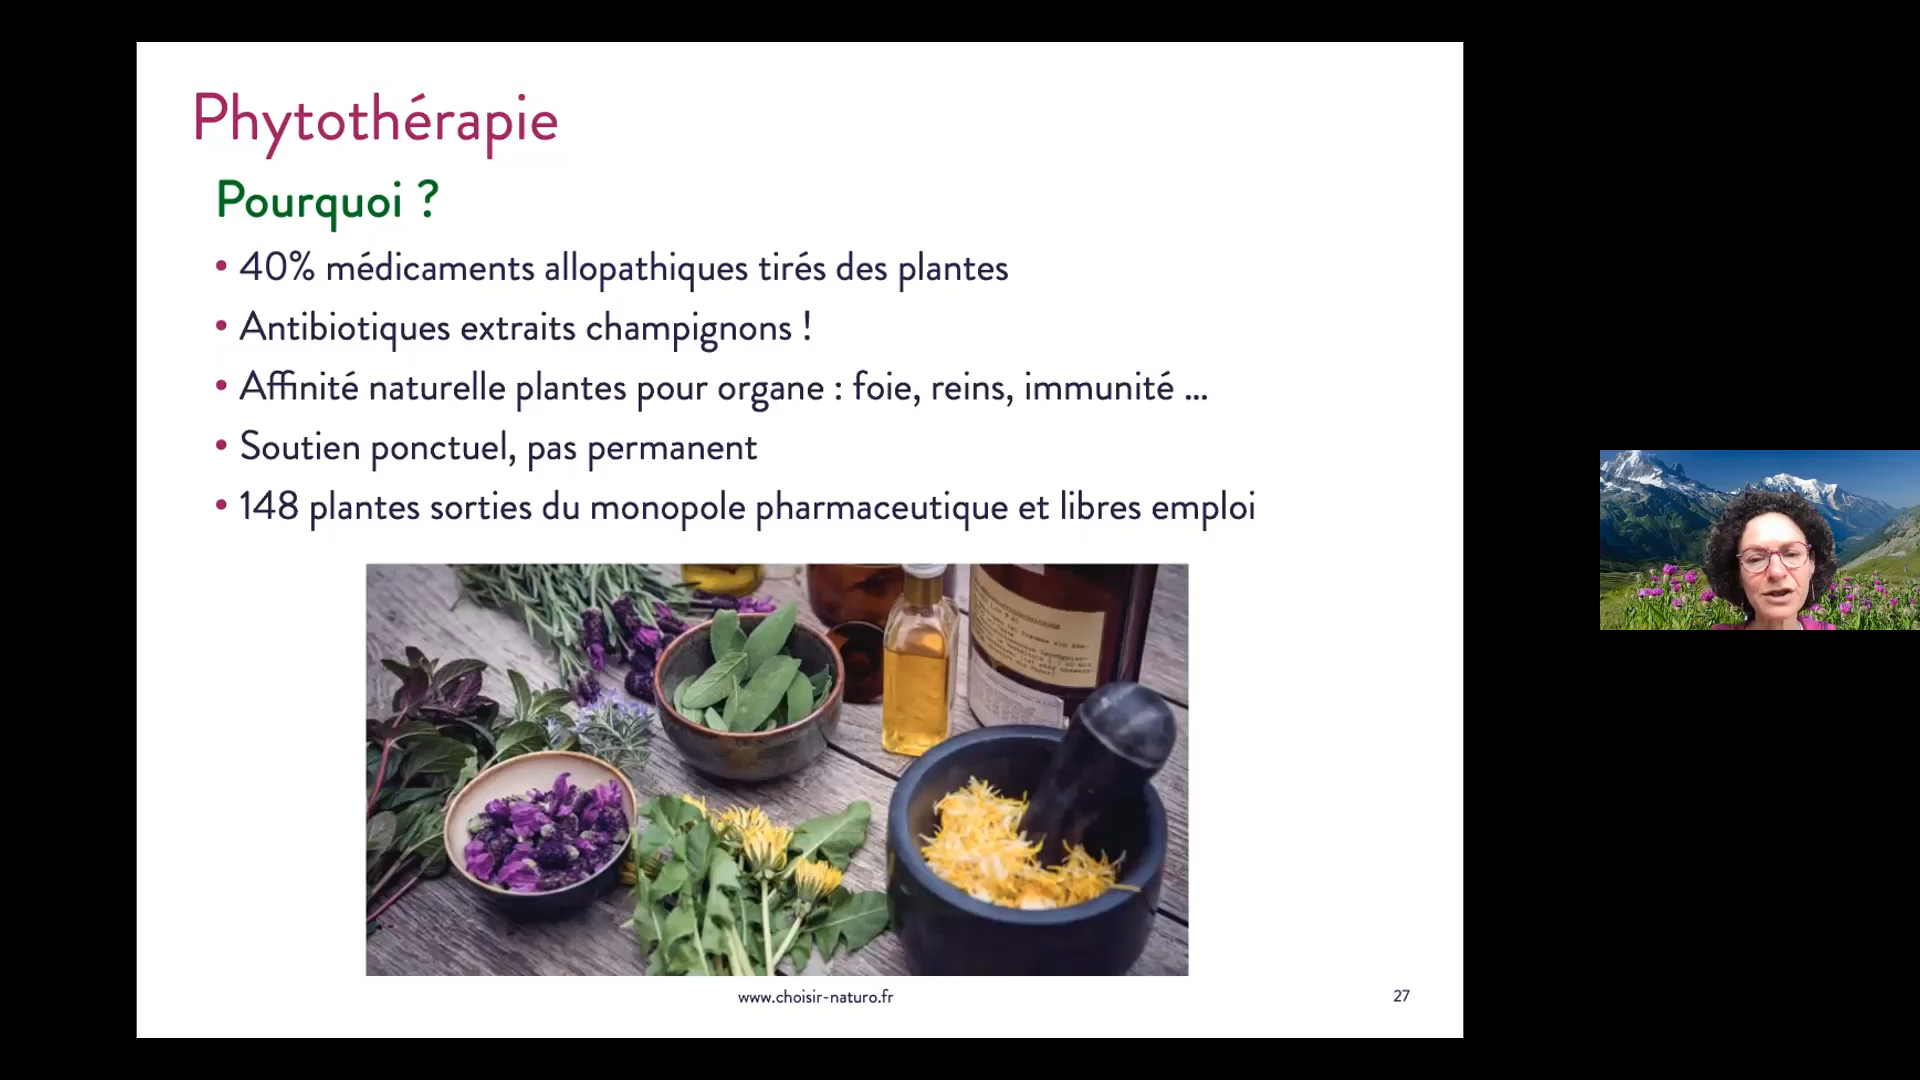 Phytothérapie
Pourquoi ?
• 40% médicaments allopathiques tirés des plantes
• Antibiotiques extraits champignons !
• Affinité naturelle plantes pour organe : foie, reins, immunité ...
• Soutien ponctuel, pas permanent
• 148 plantes sorties du monopole pharmaceutique et libres emploi
www.choisir-naturo.fr
27